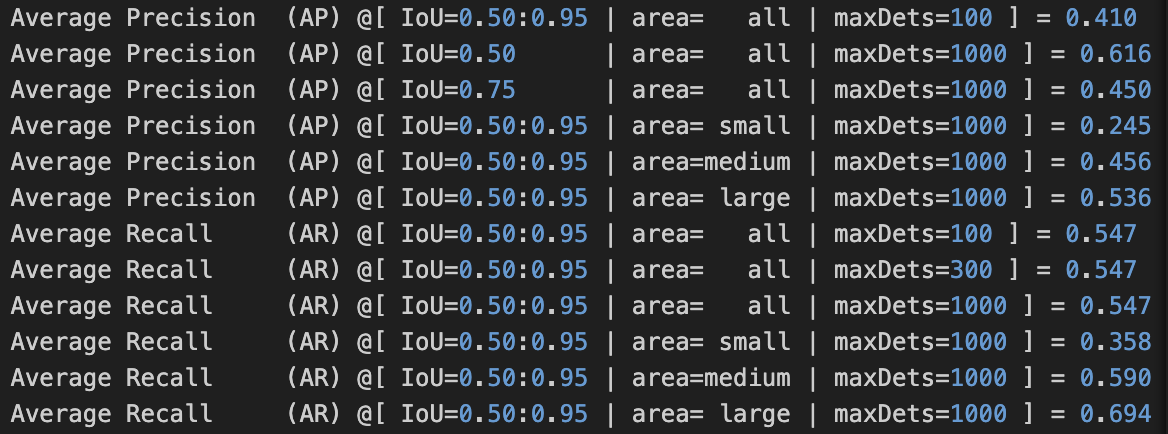 Average Precision  (AP) @[ IoU=0.50:0.95 | area=   all | maxDets=100 ] = 0.410
Average Precision  (AP) @[ IoU=0.50      | area=   all | maxDets=1000 ] = 0.616
Average Precision  (AP) @[ IoU=0.75      | area=   all | maxDets=1000 ] = 0.450
Average Precision  (AP) @[ IoU=0.50:0.95 | area= small | maxDets=1000 ] = 0.245
Average Precision  (AP) @[ IoU=0.50:0.95 | area=medium | maxDets=1000 ] = 0.456
Average Precision  (AP) @[ IoU=0.50:0.95 | area= large | maxDets=1000 ] = 0.536
Average Recall     (AR) @[ IoU=0.50:0.95 | area=   all | maxDets=100 ] = 0.547
Average Recall     (AR) @[ IoU=0.50:0.95 | area=   all | maxDets=300 ] = 0.547
Average Recall     (AR) @[ IoU=0.50:0.95 | area=   all | maxDets=1000 ] = 0.547
Average Recall     (AR) @[ IoU=0.50:0.95 | area= small | maxDets=1000 ] = 0.358
Average Recall     (AR) @[ IoU=0.50:0.95 | area=medium | maxDets=1000 ] = 0.590
Average Recall     (AR) @[ IoU=0.50:0.95 | area= large | maxDets=1000 ] = 0.694